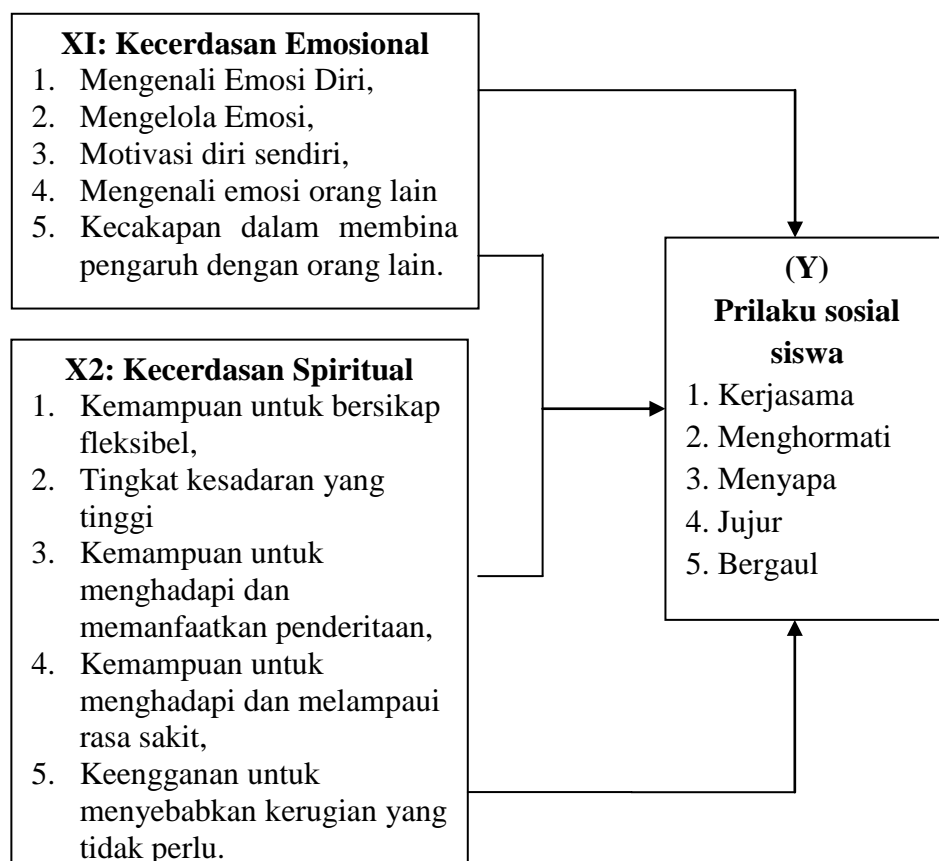 XI: Kecerdasan Emosional
1. Mengenali Emosi Diri,
2. Mengelola Emosi,
3. Motivasi diri sendiri,
4. Mengenali emosi orang lain
5. Kecakapan dalam membina
pengaruh dengan orang lain.
X2: Kecerdasan Spiritual
1. Kemampuan untuk bersikap
fleksibel,
2. Tingkat kesadaran yang
tinggi
3. Kemampuan untuk
menghadapi dan
memanfaatkan penderitaan,
4. Kemampuan untuk
menghadapi dan melampaui
rasa sakit,
5. Keengganan untuk
menyebabkan kerugian yang
tidak perlu.
(Y)
Prilaku sosial
siswa
1. Kerjasama
2. Menghormati
3. Menyapa
4. Jujur
5. Bergaul